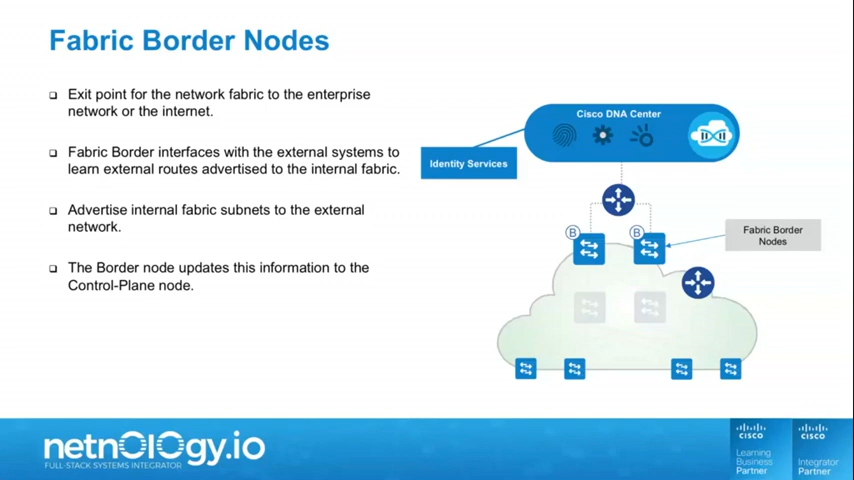 Fabric Border Nodes
Exit point for the network fabric to the enterprise
network or the internet.
Fabric Border interfaces with the external systems to
learn external routes advertised to the internal fabric.
Advertise internal fabric subnets to the external
network.
The Border node updates this information to the
Control-Plane node.
Cisco DNA Center
Identity Services
B
B
Fabric Border
Nodes
netnology.io
FULL-STACK SYSTEMS INTEGRATOR
CISCO
Learning
Business
Partner
CISCO
Integrator
Partner